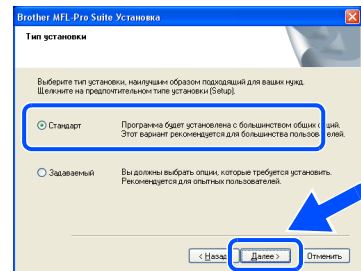 Brother MFL-Pro Suite Установка
Тип установки
Выберите тип установки, наилучшим образом подходящий для ваших нужд.
Щелкните на предпочтительном типе установки (Setup).
Стандарт
Программа будет установлена с большинством общих
Этот вариант рекомендуется для большинства пользователей.
Задаваемый
Вы должны выбрать опции, которые требуется установить.
Рекомендуется для опытных пользователей.
< Назад Далее > Отменить